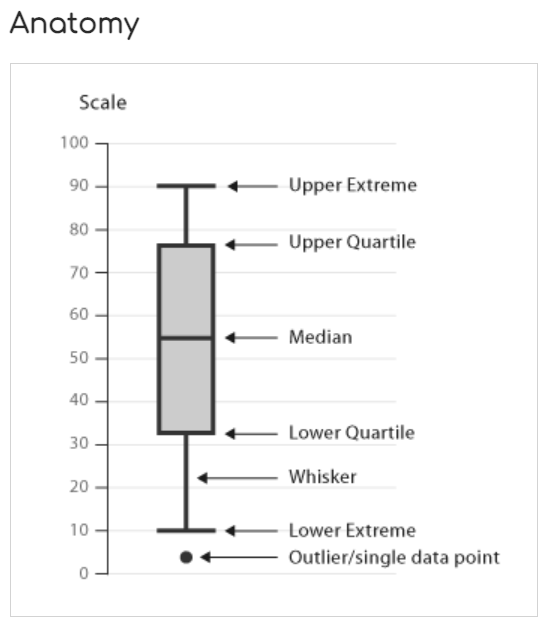 Anatomy
Scale
100
90
Upper Extreme
80
Upper Quartile
70
60
Median
50
40
Lower Quartile
30
Whisker
20
10
Lower Extreme
Outlier/single data point
0